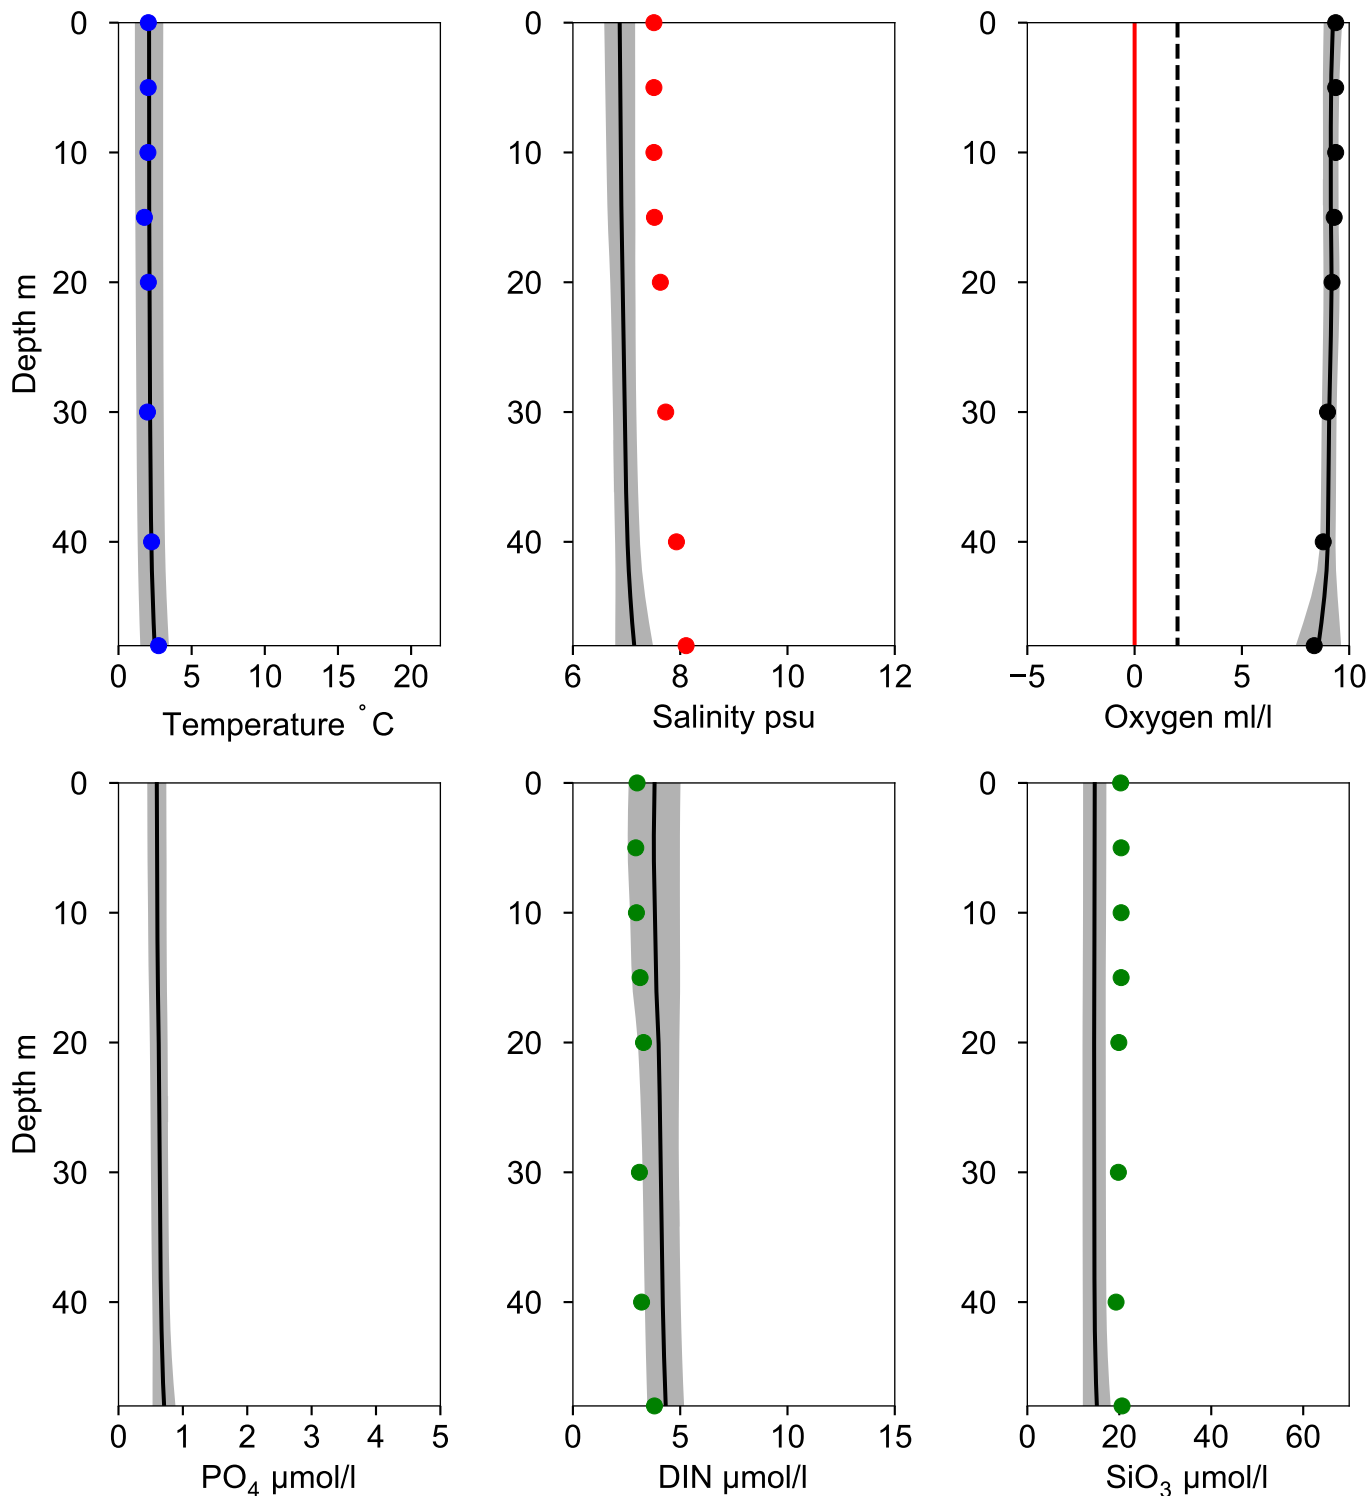 0
10
20
30
40
Depth m
0 5 10 15 20
Temperature °C
0
10
20
30
40
6 8 10 12
Salinity psu
0
10
20
30
40
−5 0 5 10
Oxygen ml/l
0
10
20
30
40
Depth m
0 1 2 3 4 5
PO₄ µmol/l
0
10
20
30
40
0 5 10 15
DIN µmol/l
0
10
20
30
40
0 20 40 60
SiO₃ µmol/l